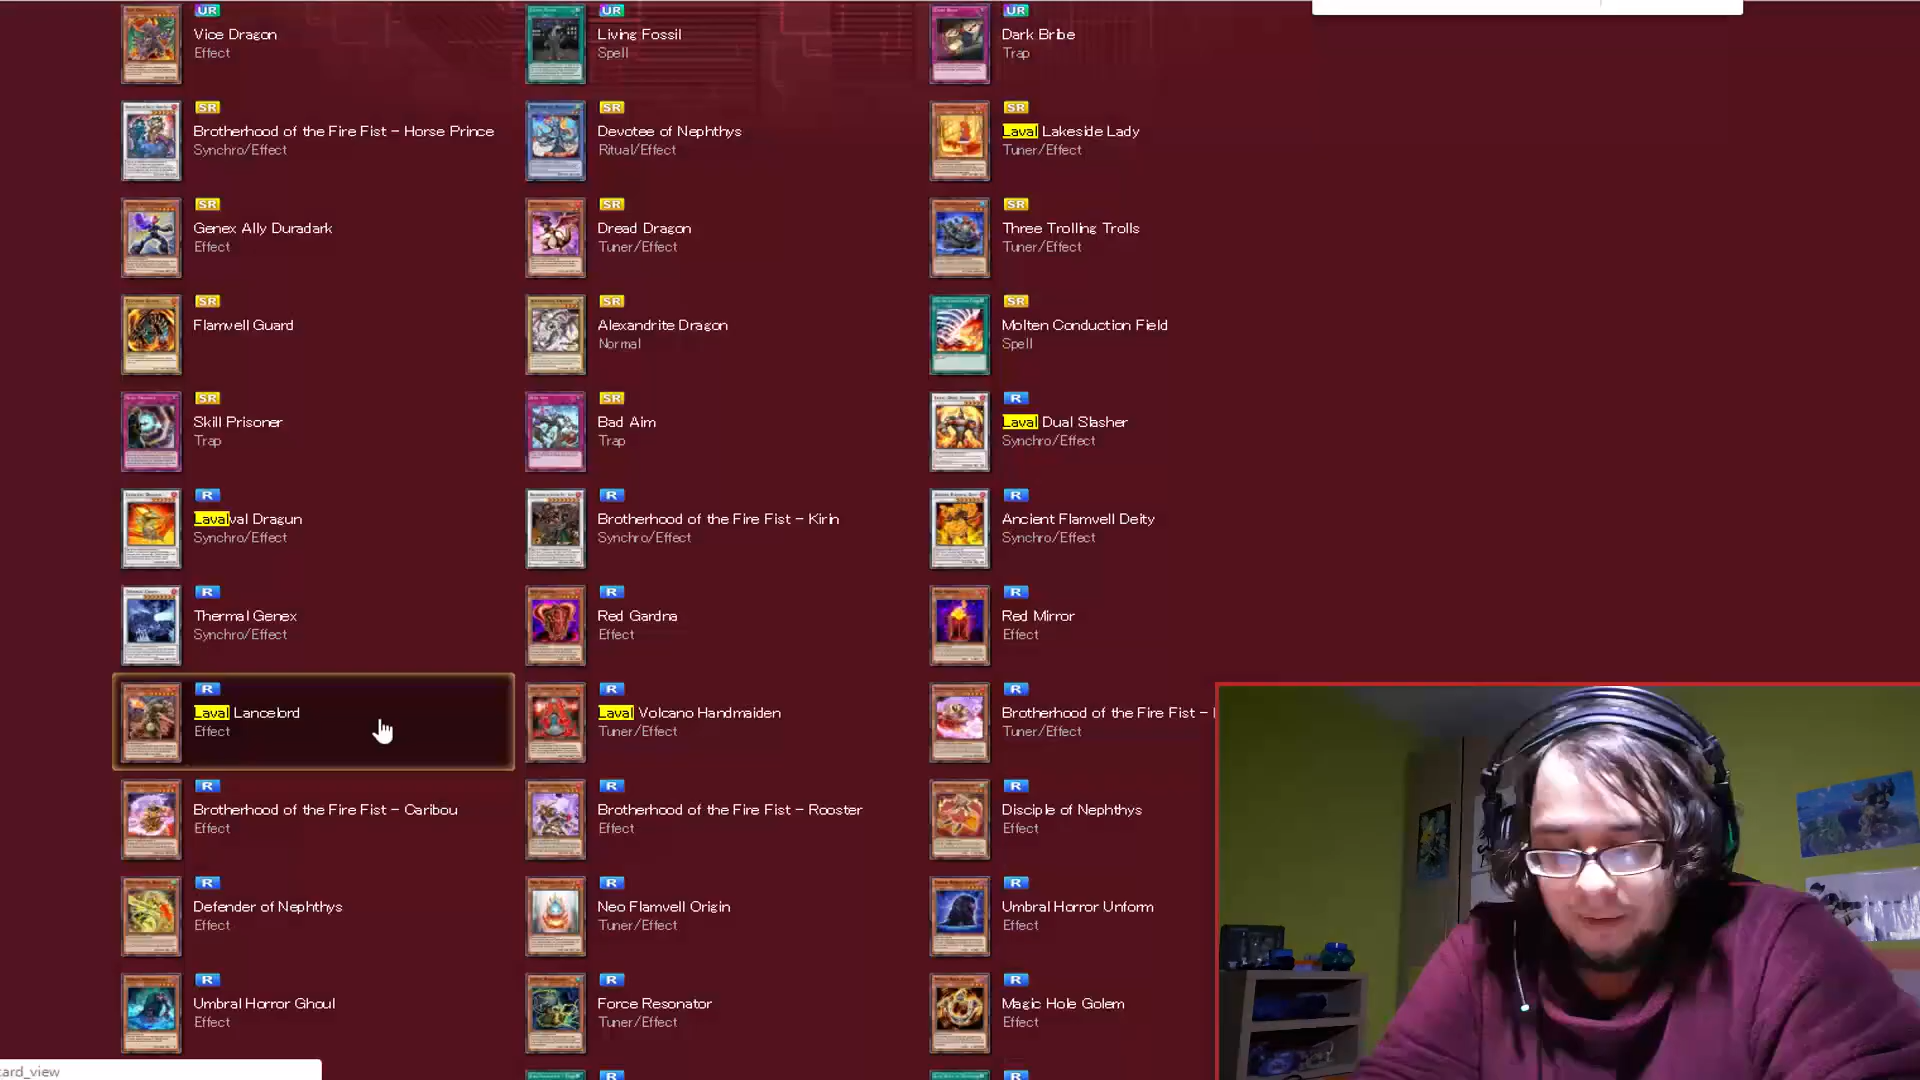 UR
Vice Dragon
Effect
UR
Living Fossil
Spell
UR
Dark Bribe
Trap
SR
Brotherhood of the Fire Fist - Horse Prince
Synchro/Effect
SR
Devotee of Nephthys
Ritual/Effect
SR
Laval Lakeside Lady
Tuner/Effect
SR
Genex Ally Duradark
Effect
SR
Dread Dragon
Tuner/Effect
SR
Three Trolling Trolls
Tuner/Effect
SR
Flamvell Guard
SR
Alexandrite Dragon
Normal
SR
Molten Conduction Field
Spell
SR
Skill Prisoner
Trap
SR
Bad Aim
Trap
R
Laval Dual Slasher
Synchro/Effect
R
Lavalval Dragun
Synchro/Effect
R
Brotherhood of the Fire Fist - Kirin
Synchro/Effect
R
Ancient Flamvell Deity
Synchro/Effect
R
Thermal Genex
Synchro/Effect
R
Red Gardna
Effect
R
Red Mirror
Effect
R
Laval Lancelord
Effect
R
Laval Volcano Handmaiden
Tuner/Effect
R
Brotherhood of the Fire Fist -
Tuner/Effect
R
Brotherhood of the Fire Fist - Caribou
Effect
R
Brotherhood of the Fire Fist - Rooster
Effect
R
Disciple of Nephthys
Effect
R
Defender of Nephthys
Effect
R
Neo Flamvell Origin
Tuner/Effect
R
Umbral Horror Unform
Effect
R
Umbral Horror Ghoul
Effect
R
Force Resonator
Tuner/Effect
R
Magic Hole Golem
Effect
R
R
card_view